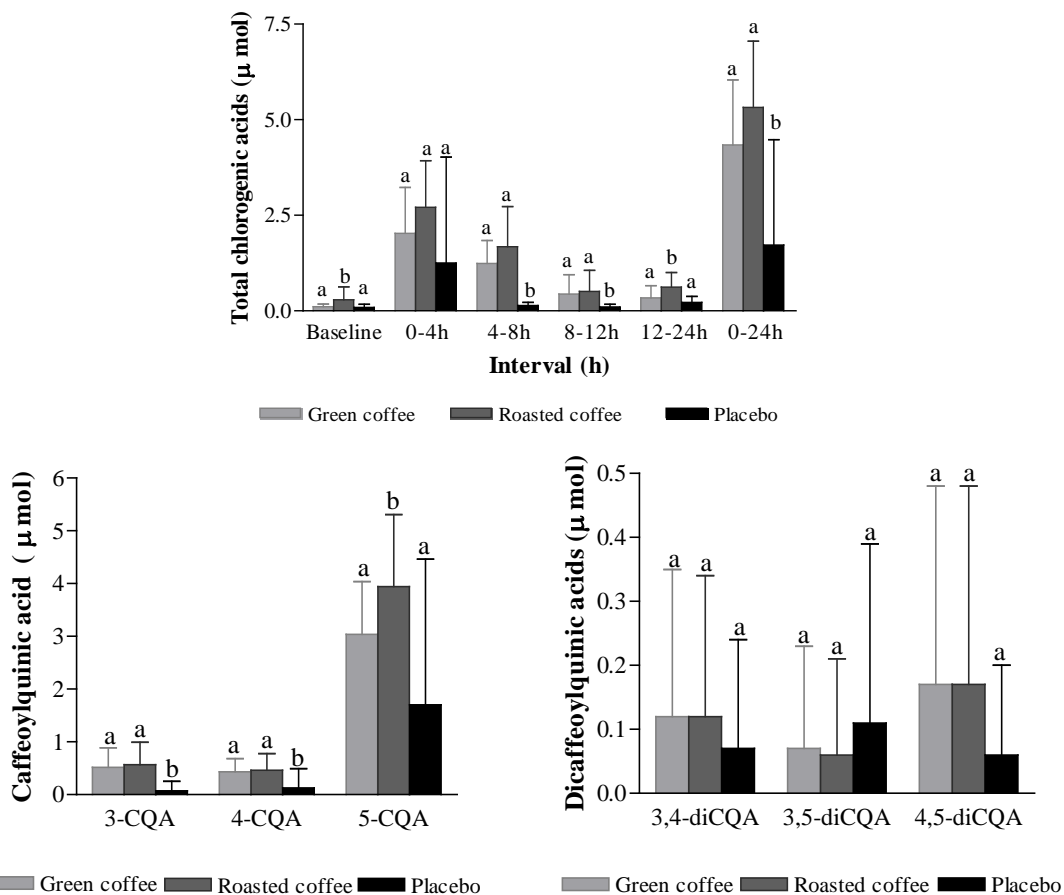 Total chlorogenic acids (μ mol)
7.5
5.0
2.5
0.0
a b a
a a a
a a b
a a b
a b a
a a b
Baseline 0-4h 4-8h 8-12h 12-24h 0-24h
Interval (h)
Green coffee Roasted coffee Placebo
Caffeoylquinic acid ( μ mol)
6
5
4
3
2
1
0
a a b
a a b
a b a
3-CQA 4-CQA 5-CQA
Green coffee Roasted coffee Placebo
Dicaffeoylquinic acids (μ mol)
0.5
0.4
0.3
0.2
0.1
0.0
a a a
a a a
a a a
3,4-diCQA 3,5-diCQA 4,5-diCQA
Green coffee Roasted coffee Placebo